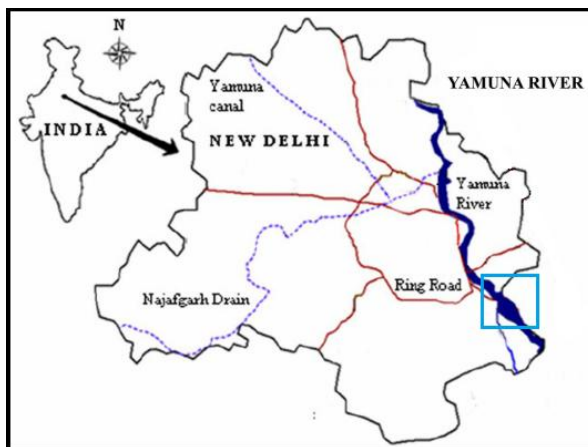 N
YAMUNA RIVER
Yamuna
canal
INDIA
NEW DELHI
Yamuna
River
Ring Road
Najafgarh Drain